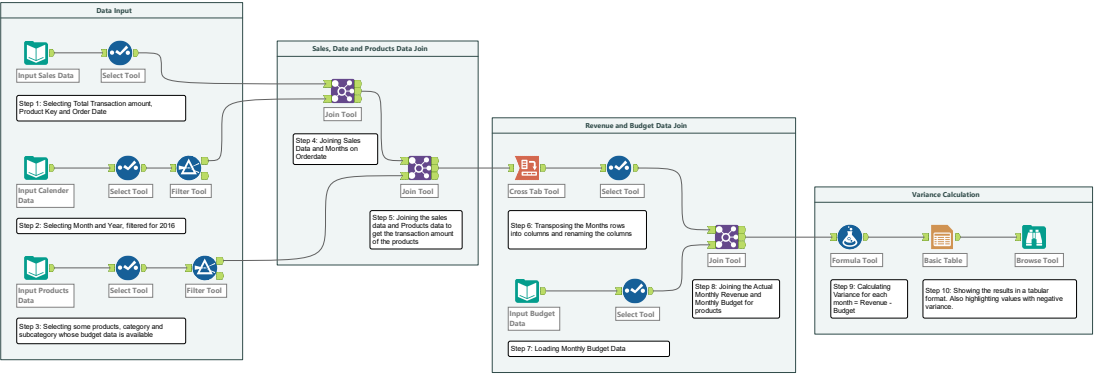 Data Input
Input Sales Data
Select Tool
Step 1: Selecting Total Transaction amount,
Product Key and Order Date
Input Calender
Data
Select Tool
Filter Tool
Step 2: Selecting Month and Year, filtered for 2016
Input Products
Data
Select Tool
Filter Tool
Step 3: Selecting some products, category and
subcategory whose budget data is available
Sales, Date and Products Data Join
Join Tool
Step 4: Joining Sales
Data and Months on
Orderdate
Join Tool
Step 5: Joining the sales
data and Products data to
get the transaction amount
of the products
Revenue and Budget Data Join
Cross Tab Tool
Select Tool
Step 6: Transposing the Months rows
into columns and renaming the columns
Join Tool
Input Budget
Data
Select Tool
Step 7: Loading Monthly Budget Data
Step 8: Joining the Actual
Monthly Revenue and
Monthly Budget for
products
Variance Calculation
Formula Tool
Basic Table
Browse Tool
Step 9: Calculating
Variance for each
month = Revenue -
Budget
Step 10: Showing the results in a tabular
format. Also highlighting values with negative
variance.